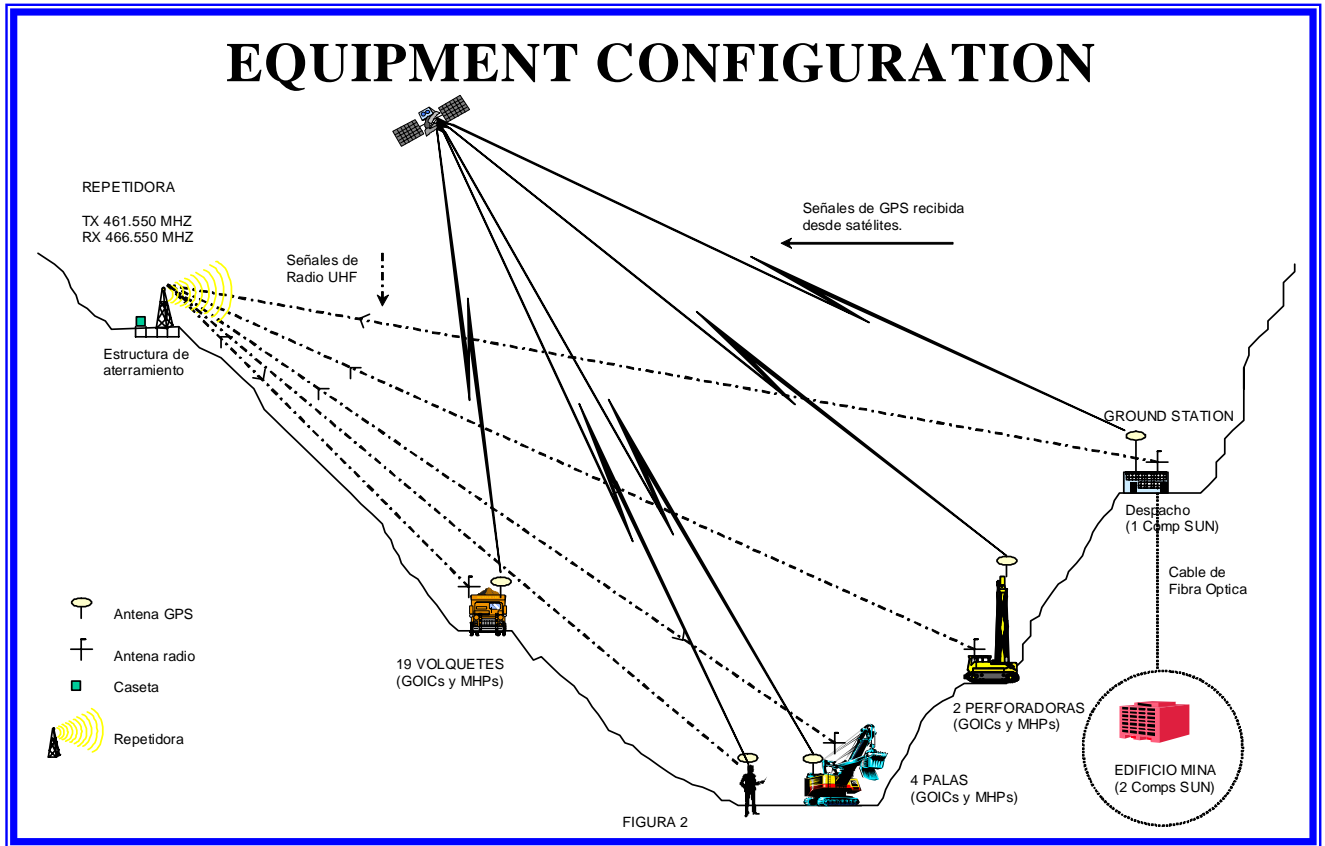 EQUIPMENT CONFIGURATION
REPETIDORA
TX 461.550 MHZ
RX 466.550 MHZ
Señales de
Radio UHF
Señales de GPS recibida
desde satélites.
Estructura de
aterramiento
GROUND STATION
Despacho
(1 Comp SUN)
Cable de
Fibra Optica
Antena GPS
Antena radio
Caseta
Repetidora
19 VOLQUETES
(GOICs y MHPs)
2 PERFORADORAS
(GOICs y MHPs)
4 PALAS
(GOICs y MHPs)
EDIFICIO MINA
(2 Comps SUN)
FIGURA 2